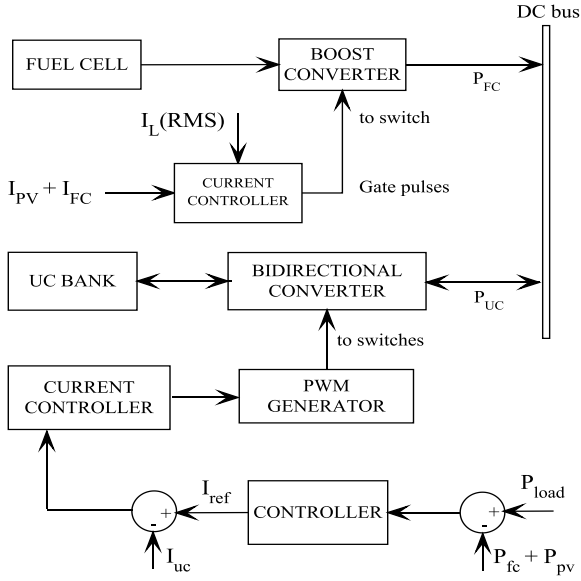 DC bus
FUEL CELL
BOOST
CONVERTER
P_FC
I_L(RMS)
to switch
I_PV + I_FC
CURRENT
CONTROLLER
Gate pulses
UC BANK
BIDIRECTIONAL
CONVERTER
P_UC
to switches
CURRENT
CONTROLLER
PWM
GENERATOR
I_ref
CONTROLLER
P_load
+
-
+
-
I_uc
P_fc + P_pv